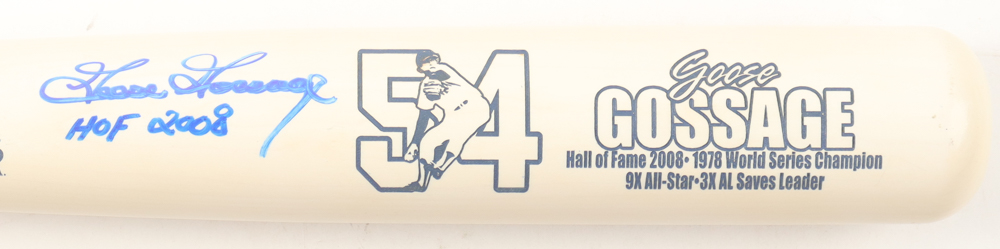 Goose Gossage
HOF 2008
54
Goose
GOSSAGE
Hall of Fame 2008• 1978 World Series Champion
9X All-Star•3X AL Saves Leader